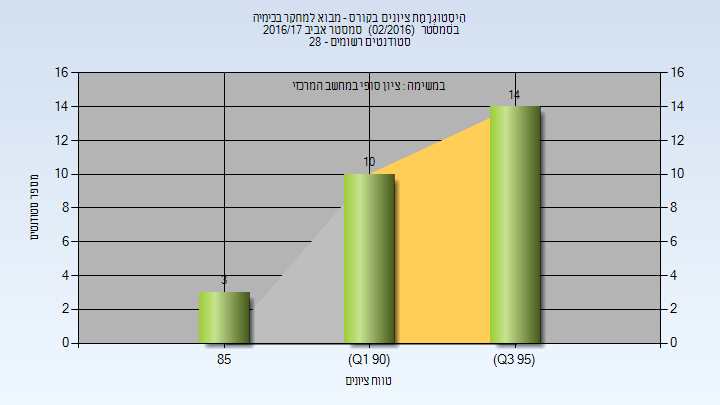 היסטוגרמת ציונים בקורס - מבוא למחקר בכימיה
בסמסטר (02/2016) סמסטר אביב 2016/17
סטודנטים רשומים - 28
במשימה : ציון סופי במחשב המרכזי
16 16
14 14
12 12
10 10
8 8
6 6
4 4
2 2
0 0
3
10
14
מספר סטודנטים
85 (Q1 90) (Q3 95)
טווח ציונים